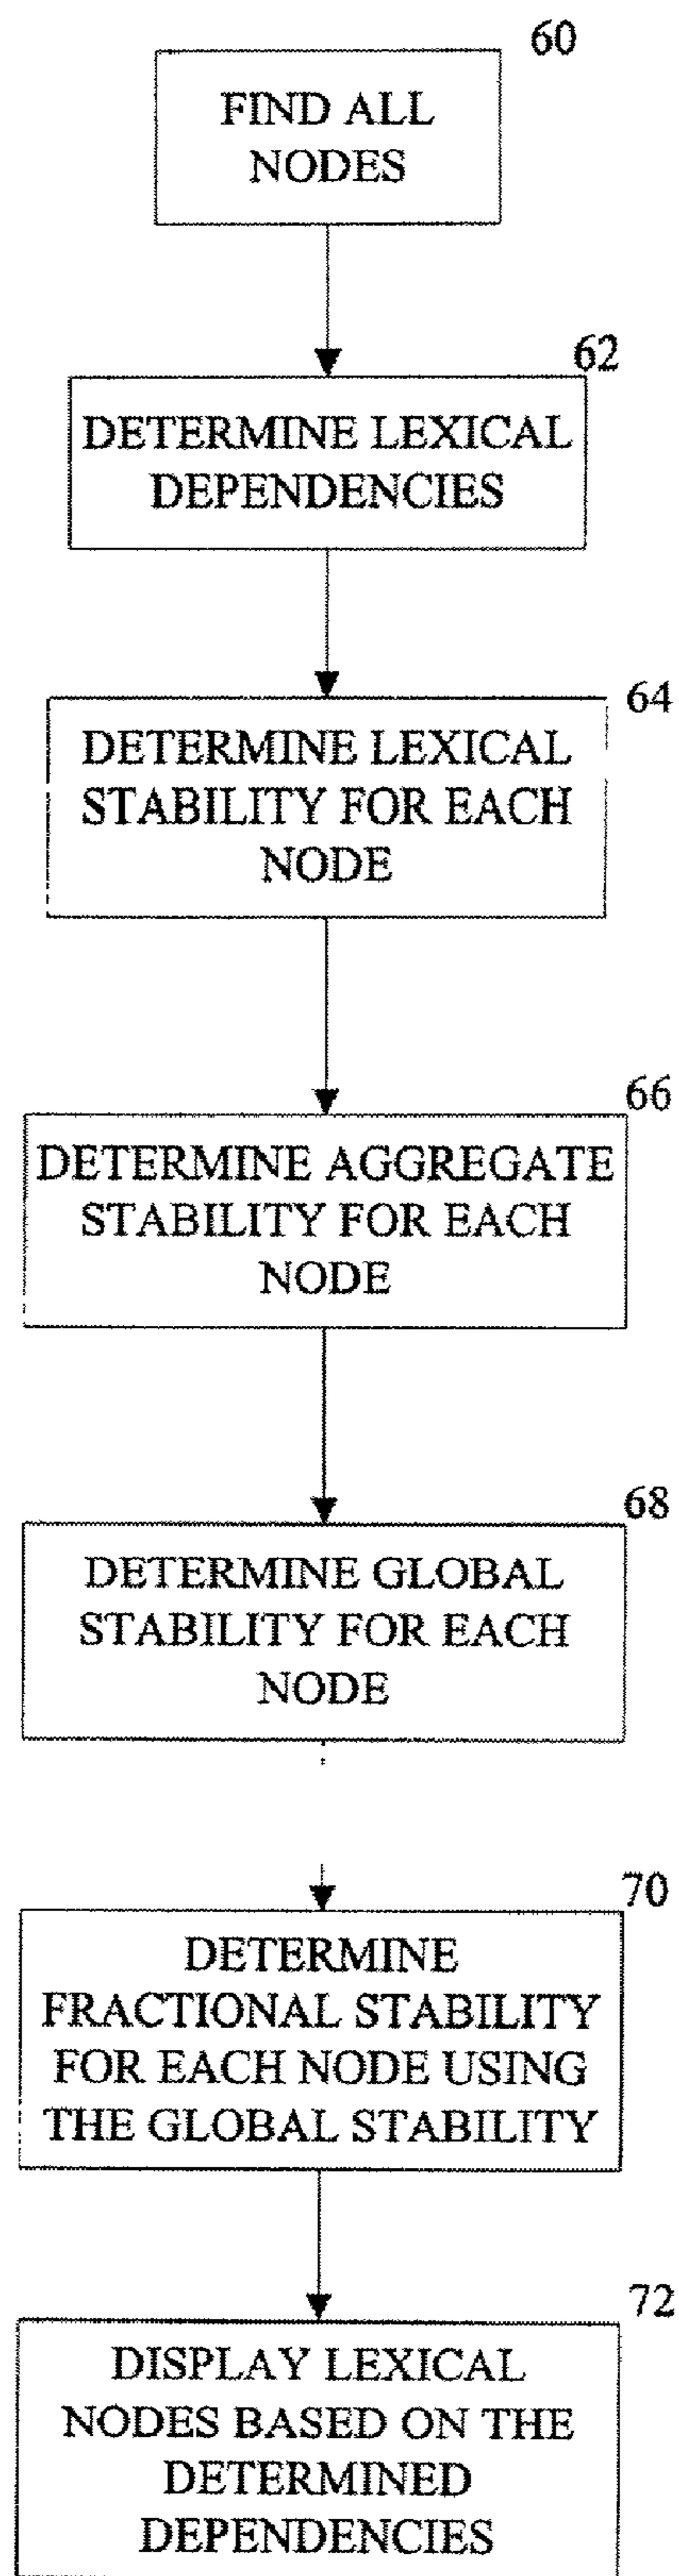 60
FIND ALL
NODES
62
DETERMINE LEXICAL
DEPENDENCIES
64
DETERMINE LEXICAL
STABILITY FOR EACH
NODE
66
DETERMINE AGGREGATE
STABILITY FOR EACH
NODE
68
DETERMINE GLOBAL
STABILITY FOR EACH
NODE
70
DETERMINE
FRACTIONAL STABILITY
FOR EACH NODE USING
THE GLOBAL STABILITY
72
DISPLAY LEXICAL
NODES BASED ON THE
DETERMINED
DEPENDENCIES